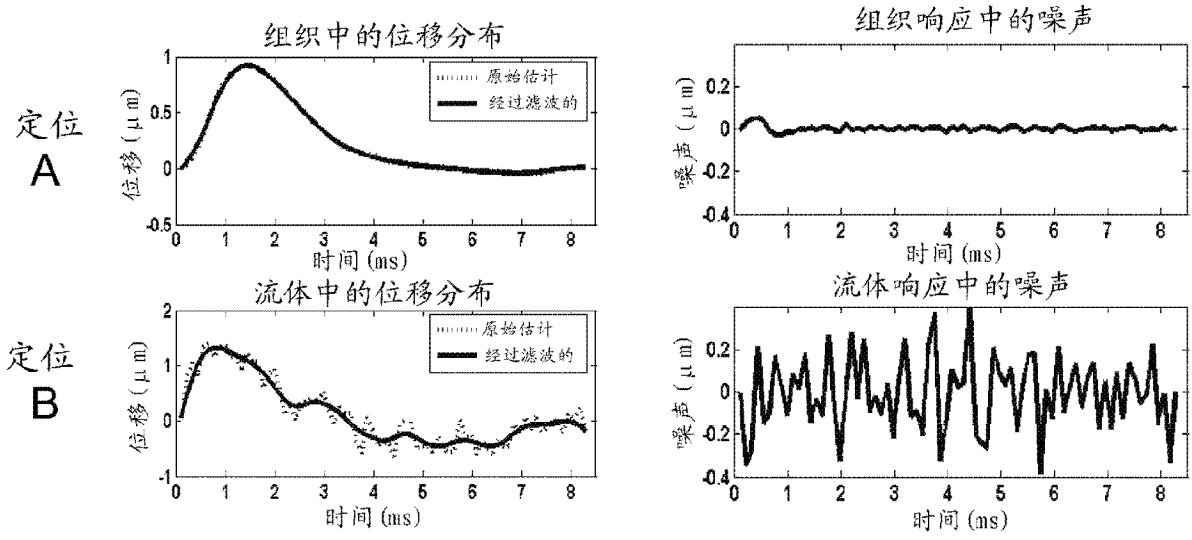 组织中的位移分布
组织响应中的噪声
定位
A
位移(μm)
1
0.5
0
-0.5
原始估计
经过滤波的
0 1 2 3 4 5 6 7 8
时间(ms)
噪声(μm)
0.2
0
-0.2
-0.4
0 1 2 3 4 5 6 7 8
时间(ms)
流体中的位移分布
流体响应中的噪声
定位
B
位移(μm)
2
1
0
-1
原始估计
经过滤波的
0 1 2 3 4 5 6 7 8
时间(ms)
噪声(μm)
0.2
0
-0.2
-0.4
0 1 2 3 4 5 6 7 8
时间(ms)